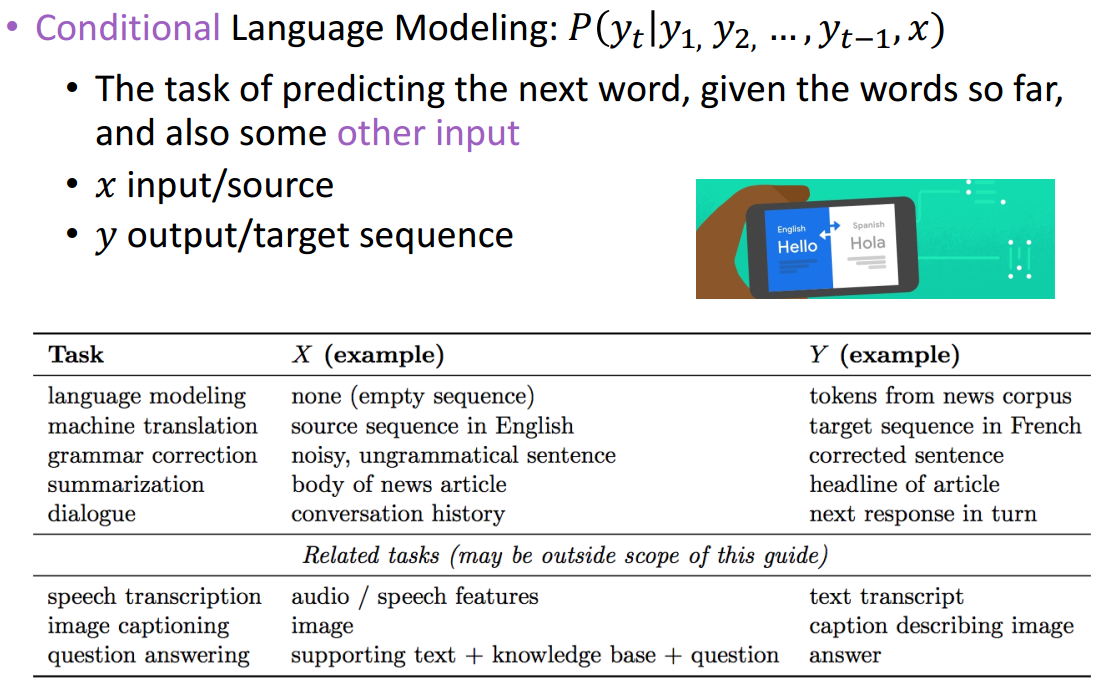 • Conditional Language Modeling: P(y_t|y_1, y_2, …, y_{t−1}, x)
• The task of predicting the next word, given the words so far,
and also some other input
• x input/source
• y output/target sequence
English
Hello
Spanish
Hola
Task X (example) Y (example)
language modeling none (empty sequence) tokens from news corpus
machine translation source sequence in English target sequence in French
grammar correction noisy, ungrammatical sentence corrected sentence
summarization body of news article headline of article
dialogue conversation history next response in turn
Related tasks (may be outside scope of this guide)
speech transcription audio / speech features text transcript
image captioning image caption describing image
question answering supporting text + knowledge base + question answer